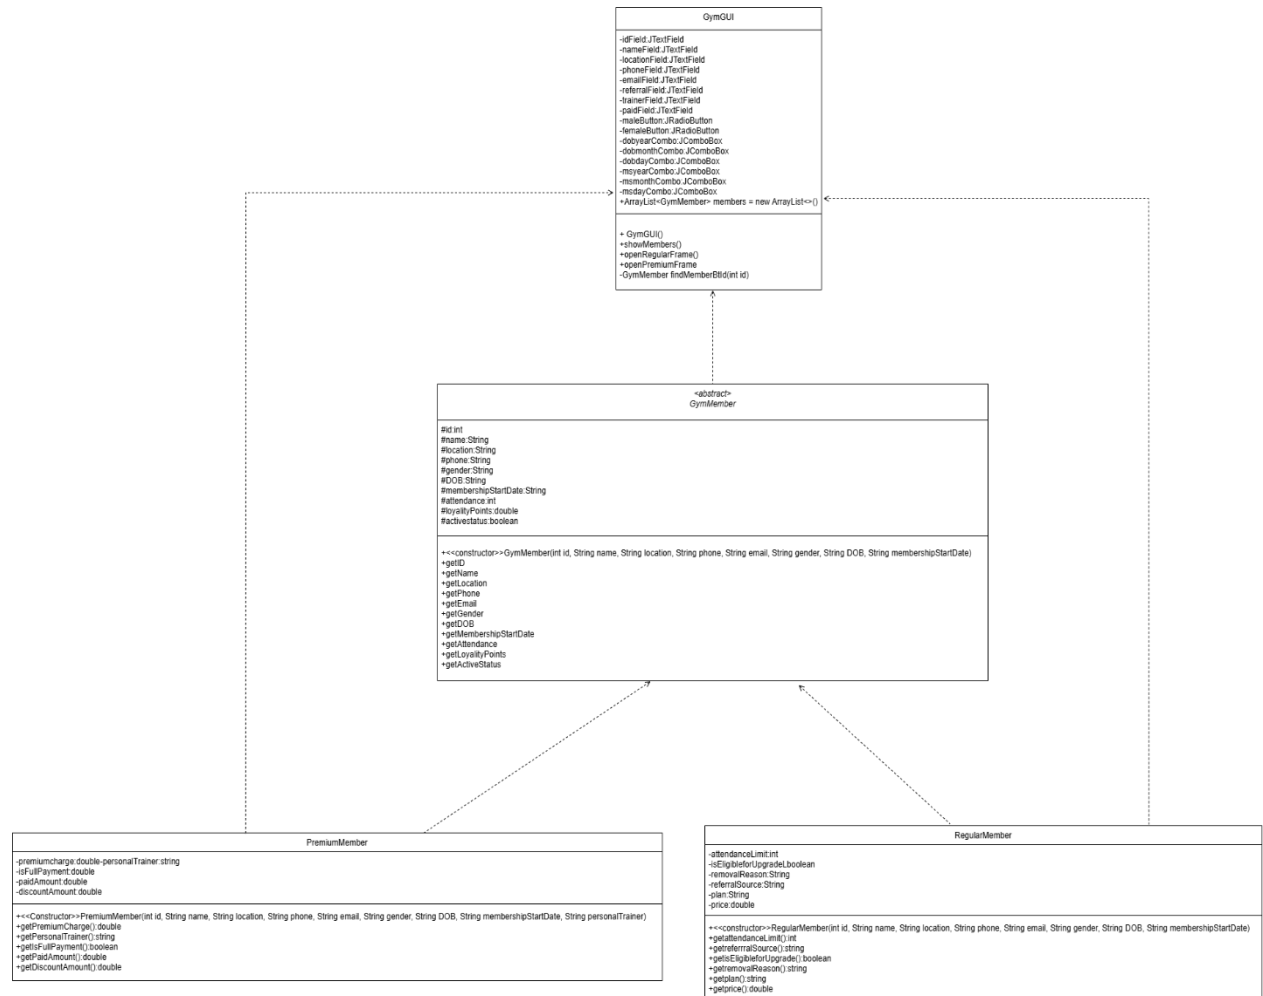 GymGUI
-idField:JTextField
-nameField:JTextField
-locationField:JTextField
-phoneField:JTextField
-emailField:JTextField
-referralField:JTextField
-trainerField:JTextField
-paidField:JTextField
-maleButton:JRadioButton
-femaleButton:JRadioButton
-dobyearCombo:JComboBox
-dobmonthCombo:JComboBox
-dobdayCombo:JComboBox
-msyearCombo:JComboBox
-msmonthCombo:JComboBox
-msdayCombo:JComboBox
+ArrayList<GymMember> members = new ArrayList<>()
+ GymGUI()
+showMembers()
+openRegularFrame()
+openPremiumFrame
-GymMember findMemberBtId(int id)
<abstract>
GymMember
#id:int
#name:String
#location:String
#phone:String
#gender:String
#DOB:String
#membershipStartDate:String
#attendance:int
#loyalityPoints:double
#activestatus:boolean
+<<constructor>>GymMember(int id, String name, String location, String phone, String email, String gender, String DOB, String membershipStartDate)
+getID
+getName
+getLocation
+getPhone
+getEmail
+getGender
+getDOB
+getMembershipStartDate
+getAttendance
+getLoyalityPoints
+getActiveStatus
PremiumMember
-premiumcharge:double-personalTrainer:string
-isFullPayment:double
-paidAmount:double
-discountAmount:double
+<<Constructor>>PremiumMember(int id, String name, String location, String phone, String email, String gender, String DOB, String membershipStartDate, String personalTrainer)
+getPremiumCharge():double
+getPersonalTrainer():string
+getIsFullPayment():boolean
+getPaidAmount():double
+getDiscountAmount():double
RegularMember
-attendanceLimit:int
-isEligibleforUpgradeLboolean
-removalReason:String
-referralSource:String
-plan:String
-price:double
+<<constructor>>RegularMember(int id, String name, String location, String phone, String email, String gender, String DOB, String membershipStartDate)
+getattendanceLimit():int
+getreferrralSource():string
+getisEligibleforUpgrade():boolean
+getremovalReason():string
+getplan():string
+getprice():double